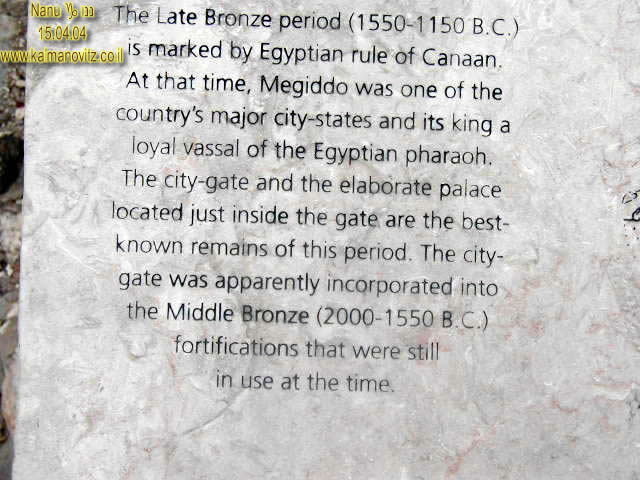 Nanu
15.04.04
www.kalmanovitz.co.il
The Late Bronze period (1550-1150 B.C.)
is marked by Egyptian rule of Canaan.
At that time, Megiddo was one of the
country's major city-states and its king a
loyal vassal of the Egyptian pharaoh.
The city-gate and the elaborate palace
located just inside the gate are the best-
known remains of this period. The city-
gate was apparently incorporated into
the Middle Bronze (2000-1550 B.C.)
fortifications that were still
in use at the time.